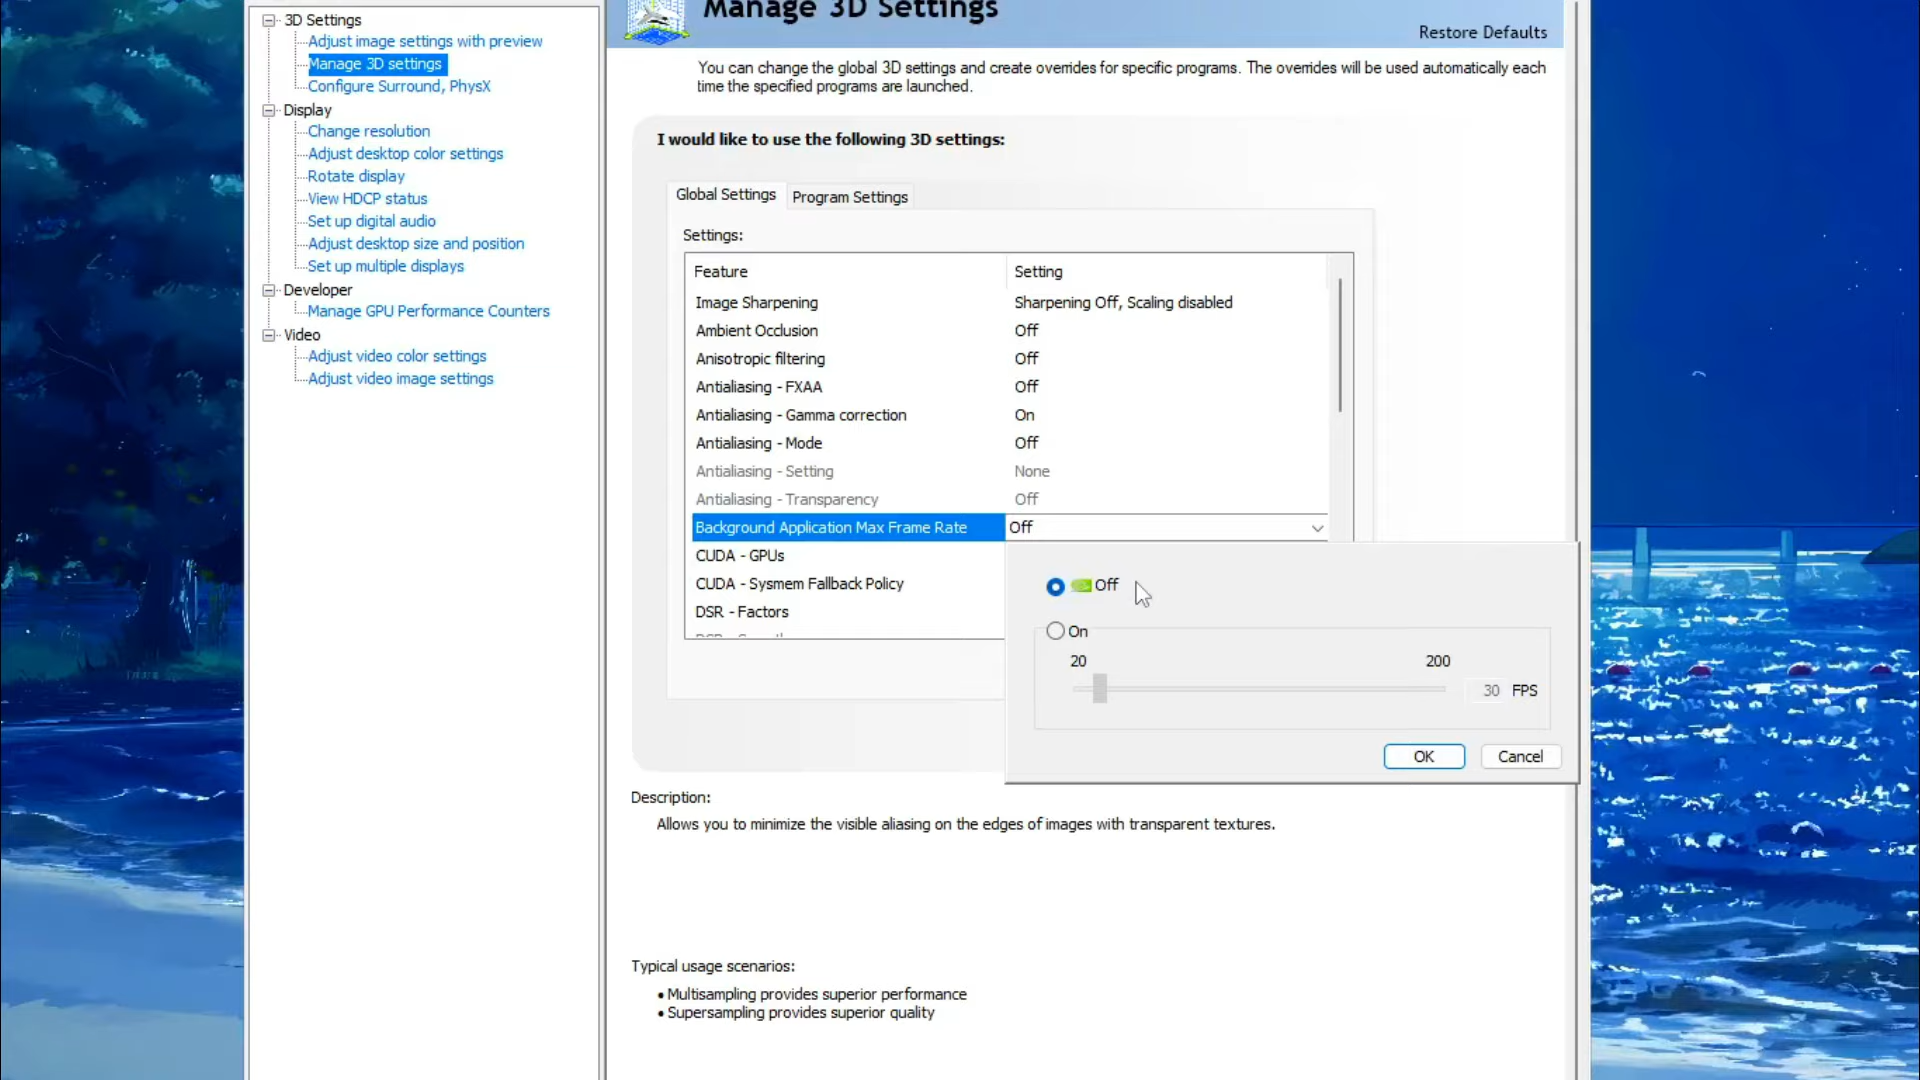 3D Settings
Adjust image settings with preview
Manage 3D settings
Configure Surround, PhysX
Display
Change resolution
Adjust desktop color settings
Rotate display
View HDCP status
Set up digital audio
Adjust desktop size and position
Set up multiple displays
Developer
Manage GPU Performance Counters
Video
Adjust video color settings
Adjust video image settings
Manage 3D Settings
Restore Defaults
You can change the global 3D settings and create overrides for specific programs. The overrides will be used automatically each
time the specified programs are launched.
I would like to use the following 3D settings:
Global Settings
Program Settings
Settings:
Feature Setting
Image Sharpening Sharpening Off, Scaling disabled
Ambient Occlusion Off
Anisotropic filtering Off
Antialiasing - FXAA Off
Antialiasing - Gamma correction On
Antialiasing - Mode Off
Antialiasing - Setting None
Antialiasing - Transparency Off
Background Application Max Frame Rate Off
CUDA - GPUs
CUDA - Sysmem Fallback Policy
DSR - Factors
Off
On
20 200
30 FPS
OK Cancel
Description:
Allows you to minimize the visible aliasing on the edges of images with transparent textures.
Typical usage scenarios:
• Multisampling provides superior performance
• Supersampling provides superior quality